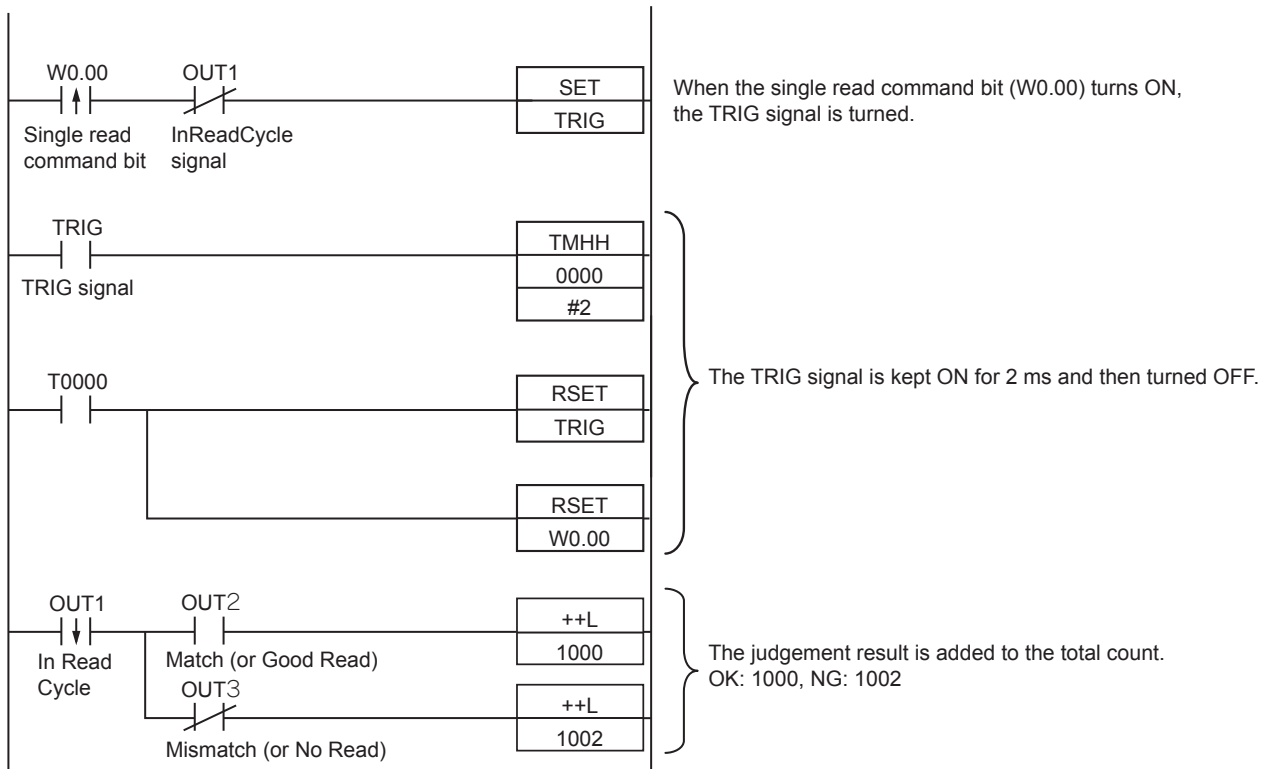 W0.00
OUT1
SET
TRIG
Single read
command bit
InReadCycle
signal
When the single read command bit (W0.00) turns ON,
the TRIG signal is turned.
TRIG
TRIG signal
TMHH
0000
#2
T0000
RSET
TRIG
RSET
W0.00
The TRIG signal is kept ON for 2 ms and then turned OFF.
OUT1
In Read
Cycle
OUT2
Match (or Good Read)
++L
1000
OUT3
Mismatch (or No Read)
++L
1002
The judgement result is added to the total count.
OK: 1000, NG: 1002